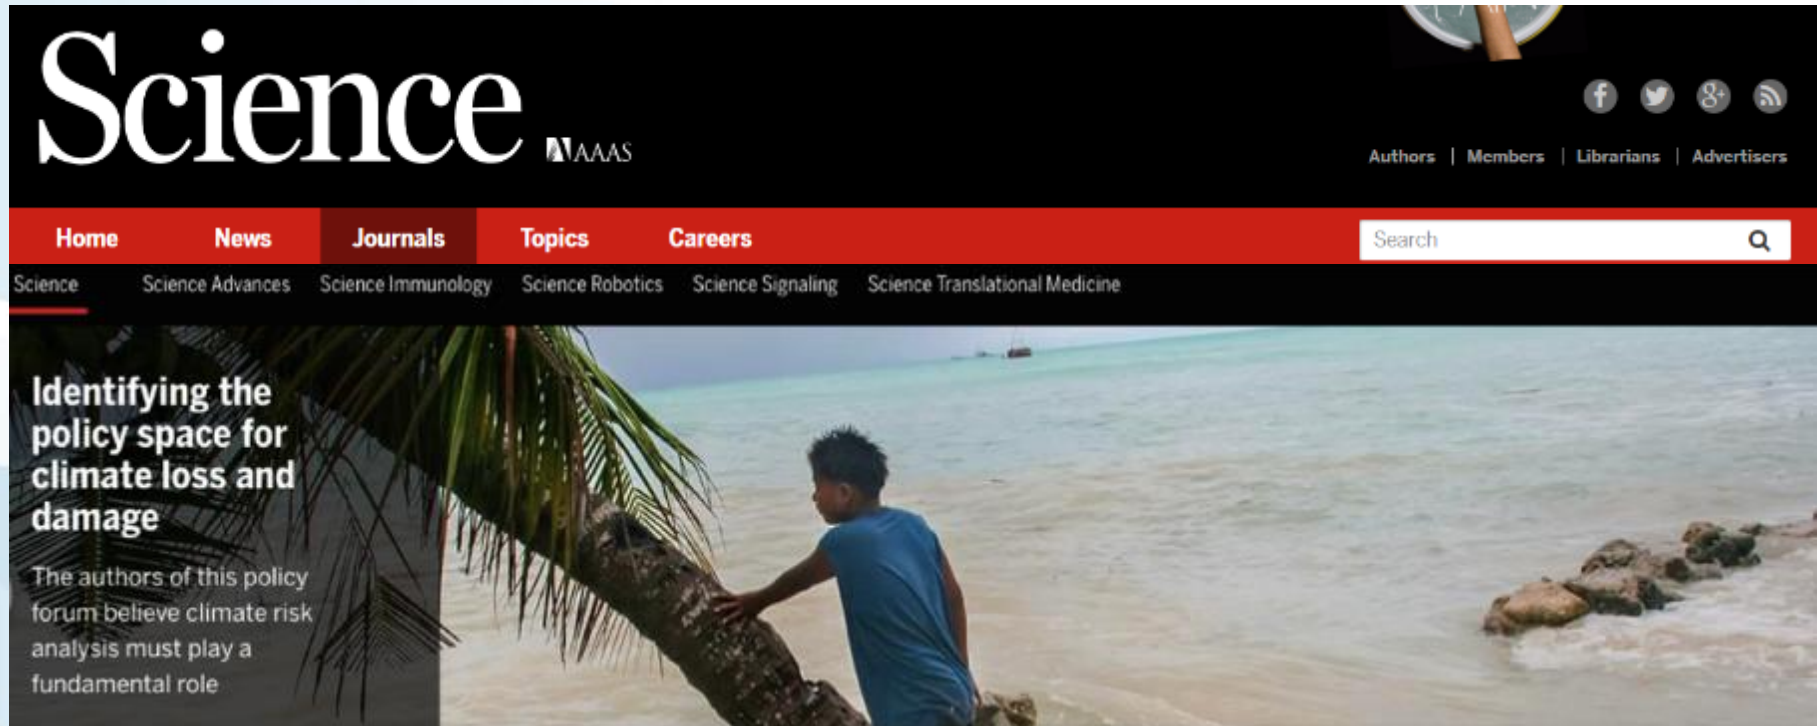 Science
AAAS
Authors | Members | Librarians | Advertisers
Home News Journals Topics Careers
Search
Science Science Advances Science Immunology Science Robotics Science Signaling Science Translational Medicine
Identifying the
policy space for
climate loss and
damage
The authors of this policy
forum believe climate risk
analysis must play a
fundamental role